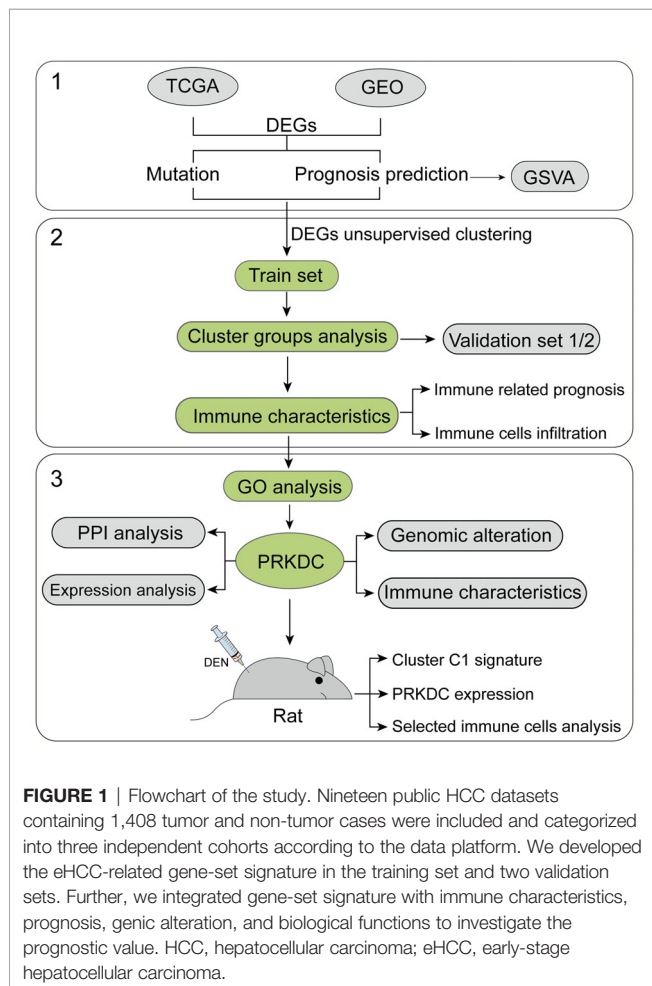 1
TCGA
GEO
DEGs
Mutation
Prognosis prediction
GSVA
2
DEGs unsupervised clustering
Train set
Cluster groups analysis
Validation set 1/2
Immune characteristics
Immune related prognosis
Immune cells infiltration
3
GO analysis
PPI analysis
Expression analysis
PRKDC
Genomic alteration
Immune characteristics
DEN
Rat
Cluster C1 signature
PRKDC expression
Selected immune cells analysis
FIGURE 1 | Flowchart of the study. Nineteen public HCC datasets
containing 1,408 tumor and non-tumor cases were included and categorized
into three independent cohorts according to the data platform. We developed
the eHCC-related gene-set signature in the training set and two validation
sets. Further, we integrated gene-set signature with immune characteristics,
prognosis, genic alteration, and biological functions to investigate the
prognostic value. HCC, hepatocellular carcinoma; eHCC, early-stage
hepatocellular carcinoma.